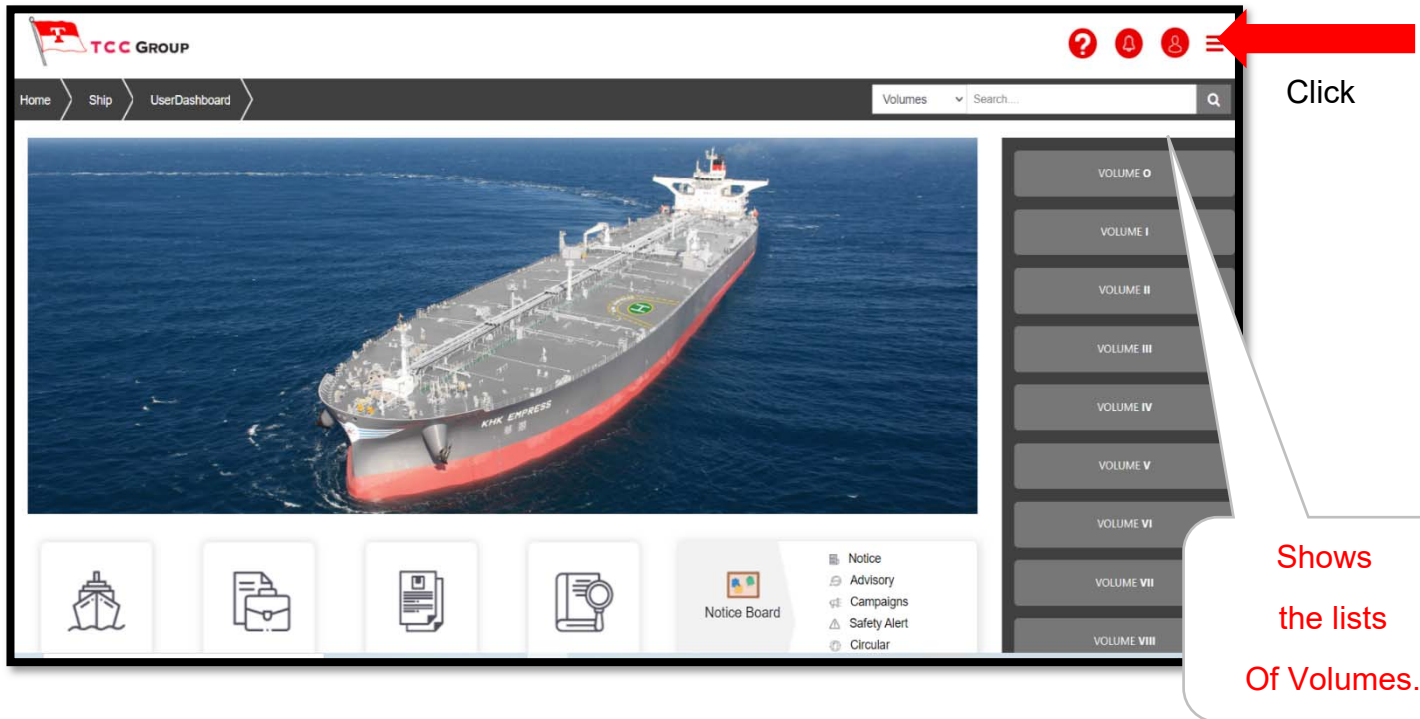 T
TCC GROUP
?
Home Ship UserDashboard Volumes Search....
Click
VOLUME O
VOLUME I
VOLUME II
VOLUME III
VOLUME IV
VOLUME V
VOLUME VI
VOLUME VII
VOLUME VIII
KHK EMPRESS
H
Notice Board
Notice
Advisory
Campaigns
Safety Alert
Circular
Shows
the lists
Of Volumes.